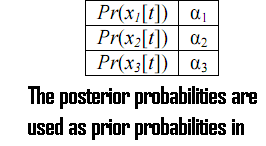 Pr(x₁[t]) α₁
Pr(x₂[t]) α₂
Pr(x₃[t]) α₃
The posterior probabilities are
used as prior probabilities in